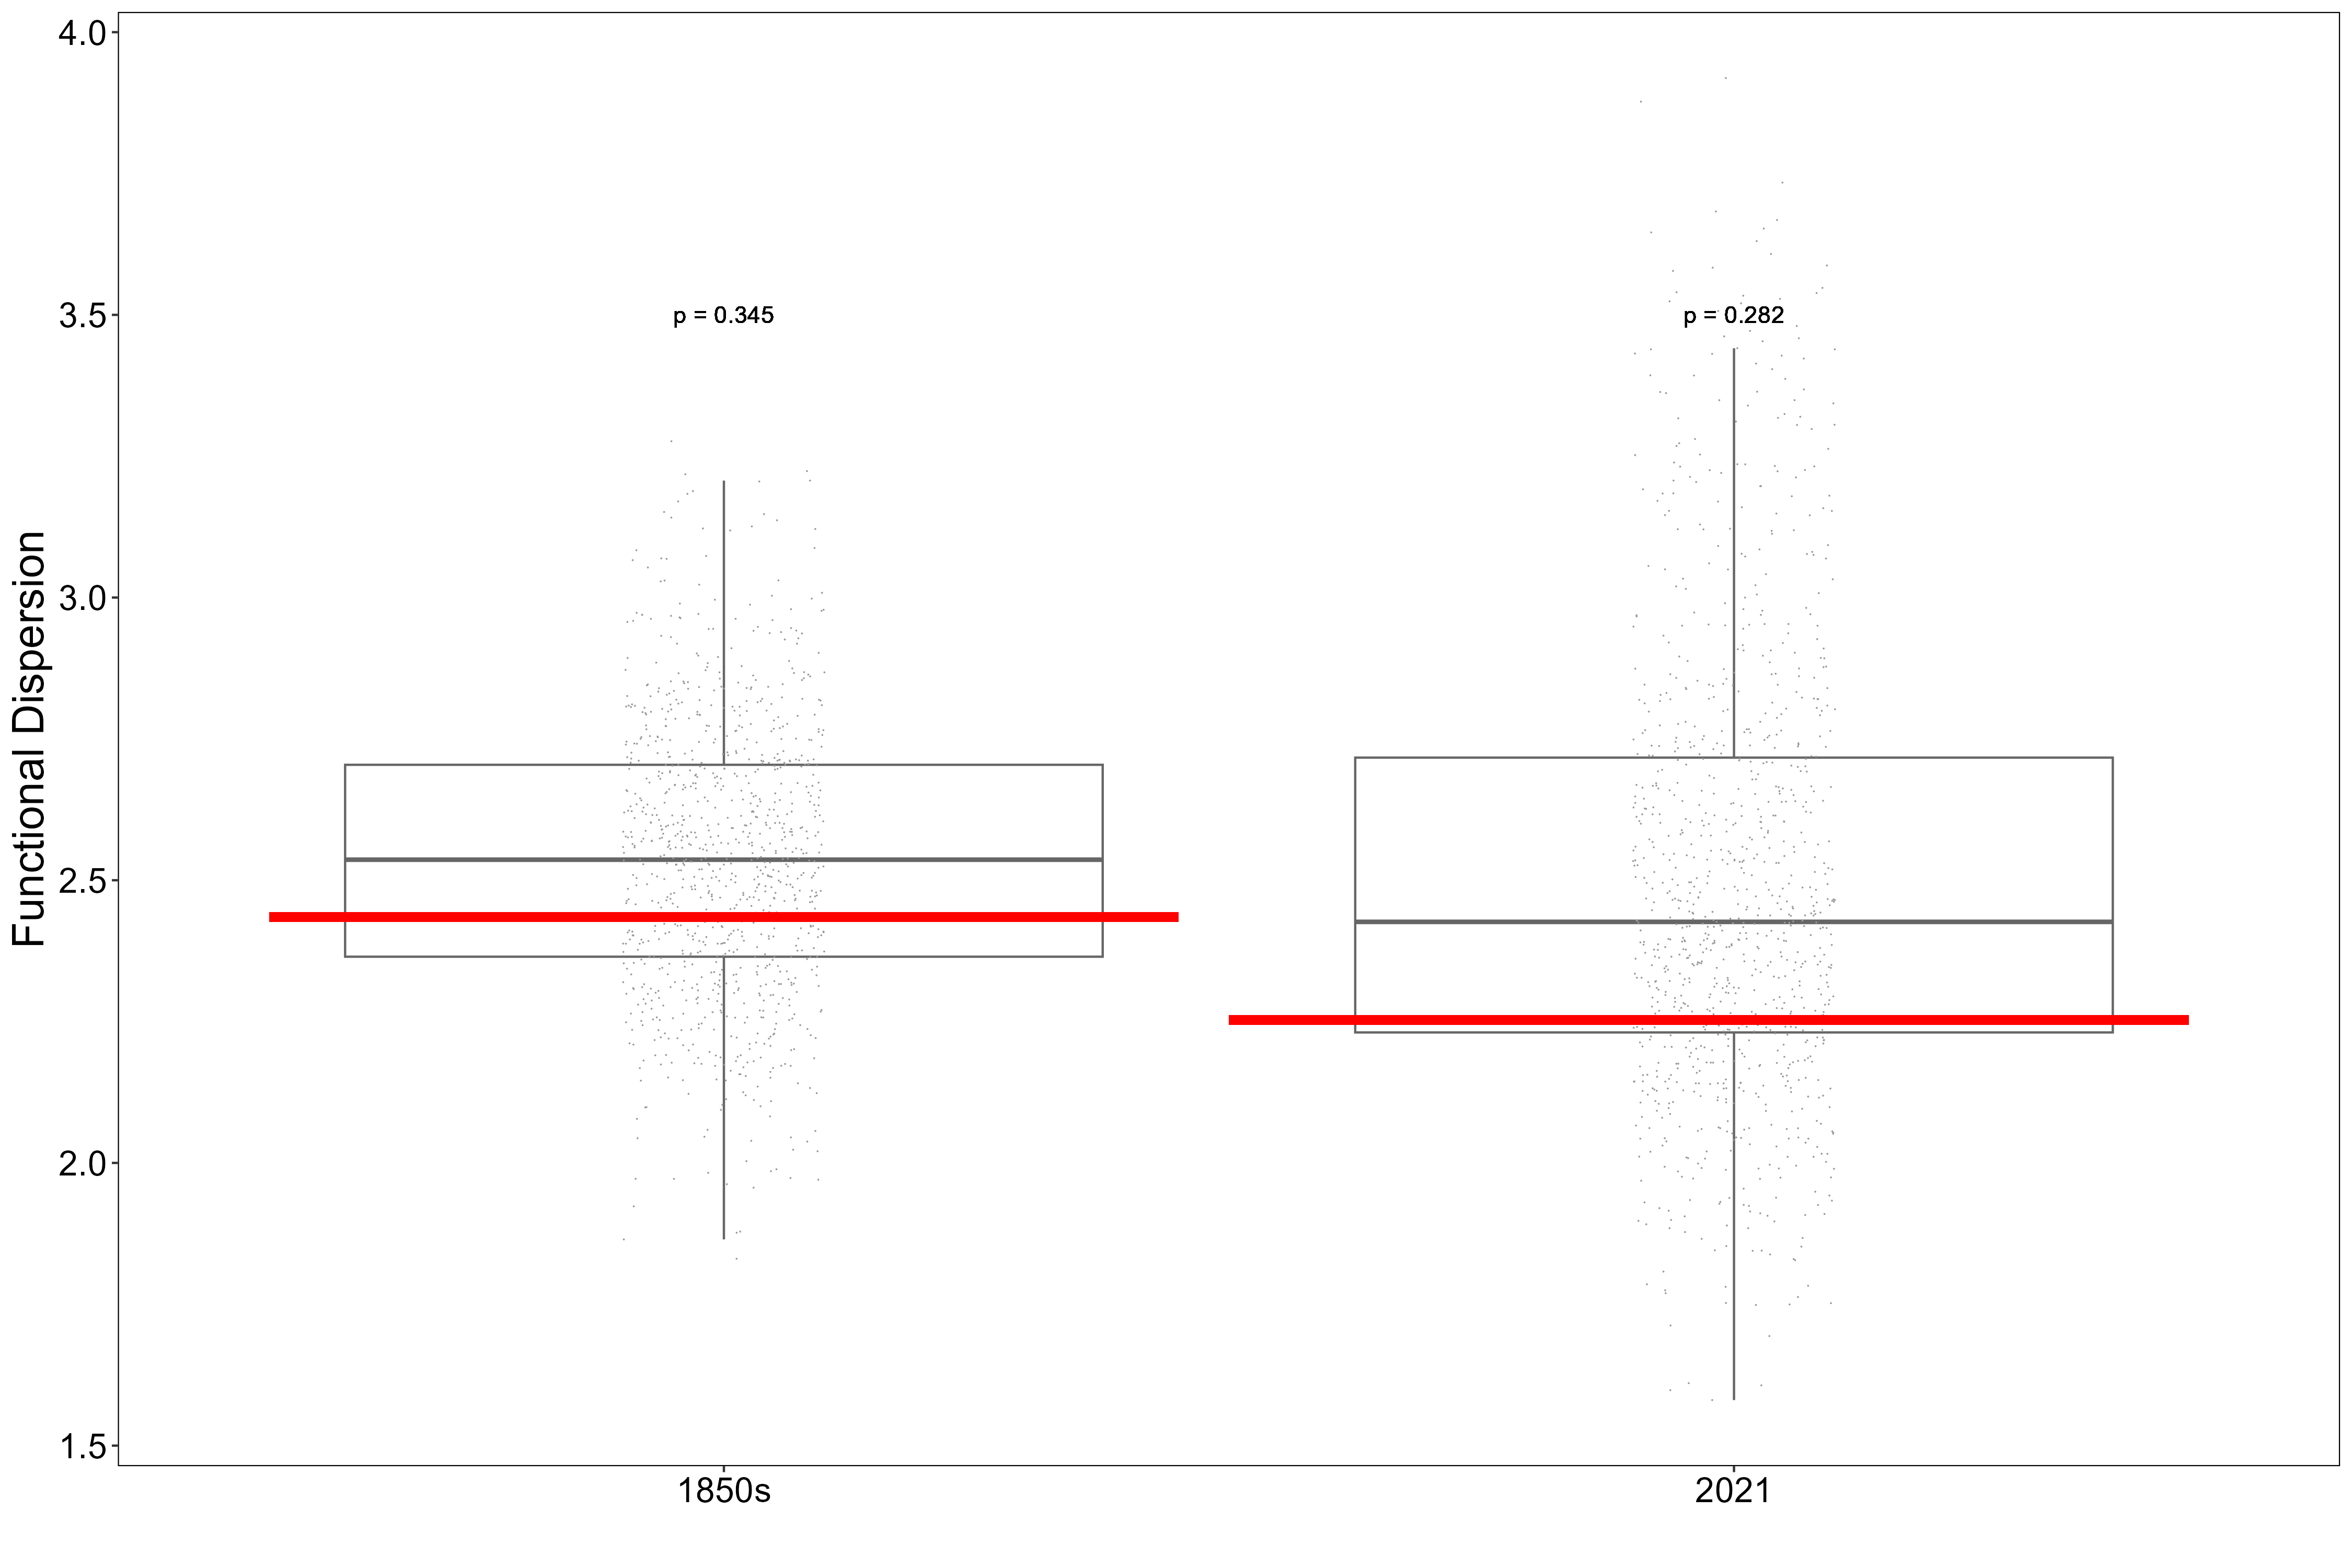 Functional Dispersion
4.0
3.5
3.0
2.5
2.0
1.5
p = 0.345
p = 0.282
1850s
2021